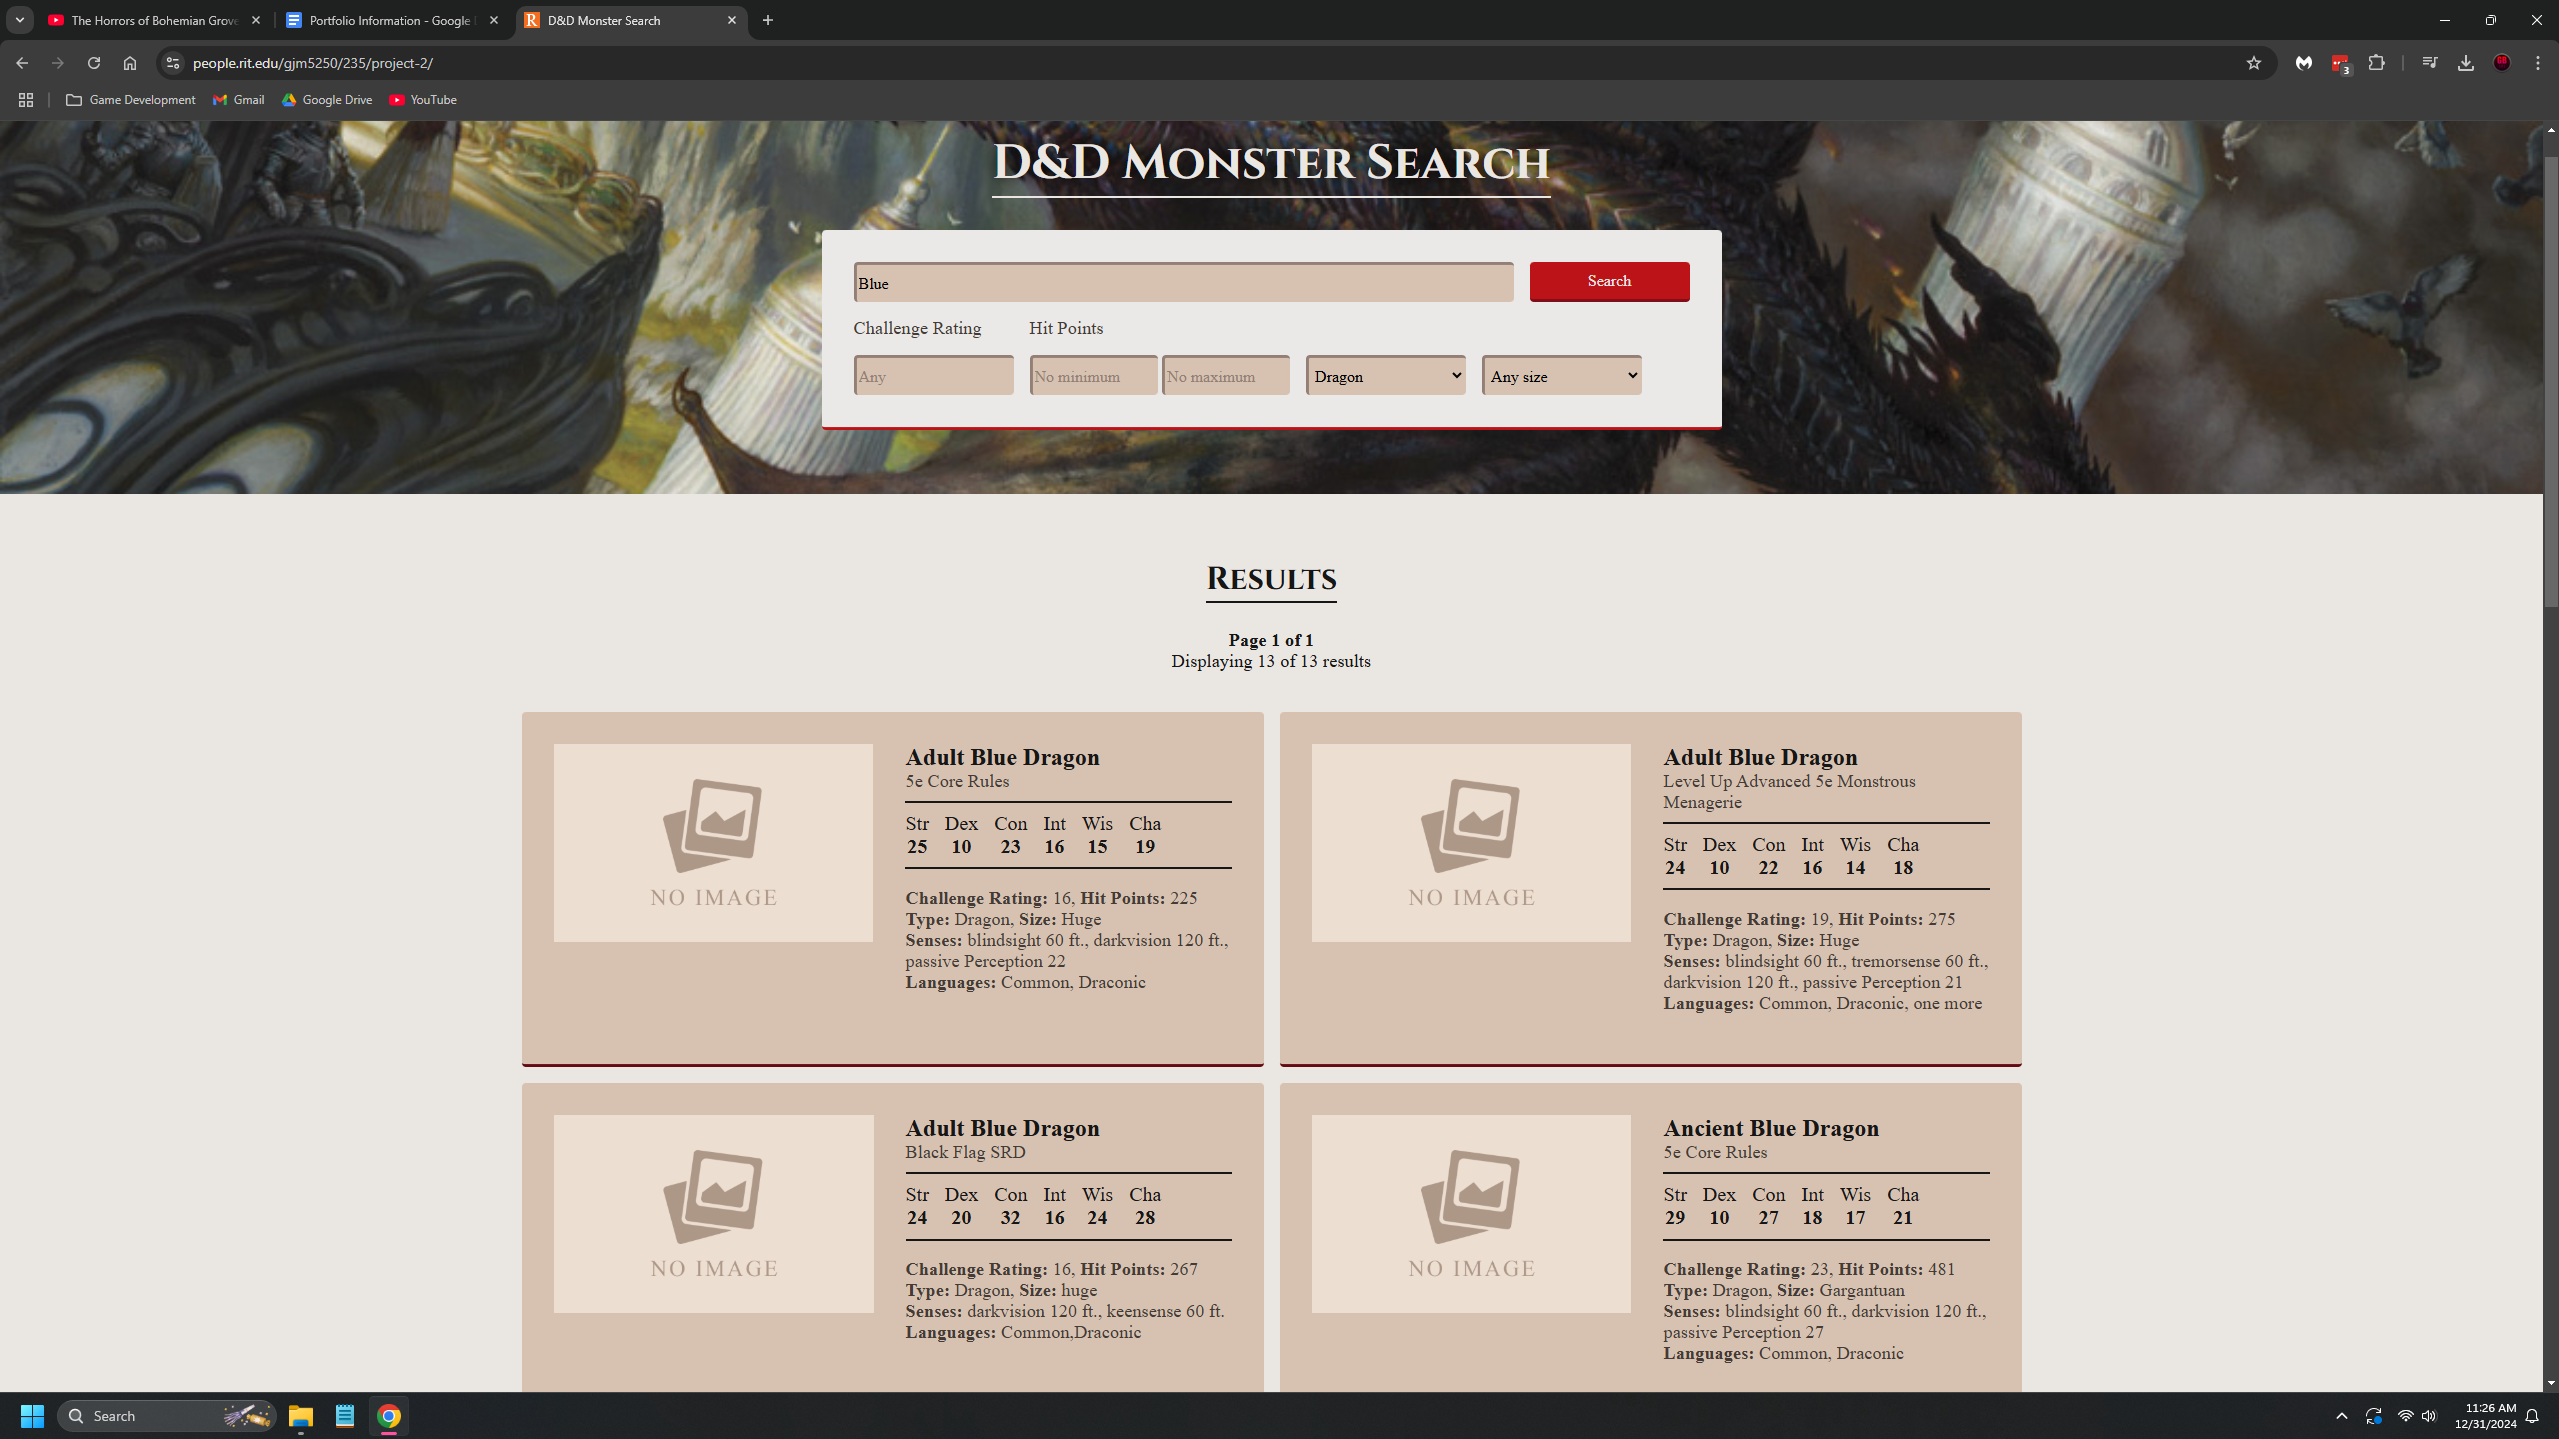 The Horrors of Bohemian Grove
Portfolio Information - Google
D&D Monster Search
people.rit.edu/gjm5250/235/project-2/
3
Game Development
Gmail
Google Drive
YouTube
D&D Monster Search
Blue
Search
Challenge Rating
Hit Points
Any
No minimum
No maximum
Dragon
Any size
Results
Page 1 of 1
Displaying 13 of 13 results
NO IMAGE
Adult Blue Dragon
5e Core Rules
Str Dex Con Int Wis Cha
25 10 23 16 15 19
Challenge Rating: 16, Hit Points: 225
Type: Dragon, Size: Huge
Senses: blindsight 60 ft., darkvision 120 ft.,
passive Perception 22
Languages: Common, Draconic
NO IMAGE
Adult Blue Dragon
Level Up Advanced 5e Monstrous
Menagerie
Str Dex Con Int Wis Cha
24 10 22 16 14 18
Challenge Rating: 19, Hit Points: 275
Type: Dragon, Size: Huge
Senses: blindsight 60 ft., tremorsense 60 ft.,
darkvision 120 ft., passive Perception 21
Languages: Common, Draconic, one more
NO IMAGE
Adult Blue Dragon
Black Flag SRD
Str Dex Con Int Wis Cha
24 20 32 16 24 28
Challenge Rating: 16, Hit Points: 267
Type: Dragon, Size: huge
Senses: darkvision 120 ft., keensense 60 ft.
Languages: Common,Draconic
NO IMAGE
Ancient Blue Dragon
5e Core Rules
Str Dex Con Int Wis Cha
29 10 27 18 17 21
Challenge Rating: 23, Hit Points: 481
Type: Dragon, Size: Gargantuan
Senses: blindsight 60 ft., darkvision 120 ft.,
passive Perception 27
Languages: Common, Draconic
Search
11:26 AM
12/31/2024